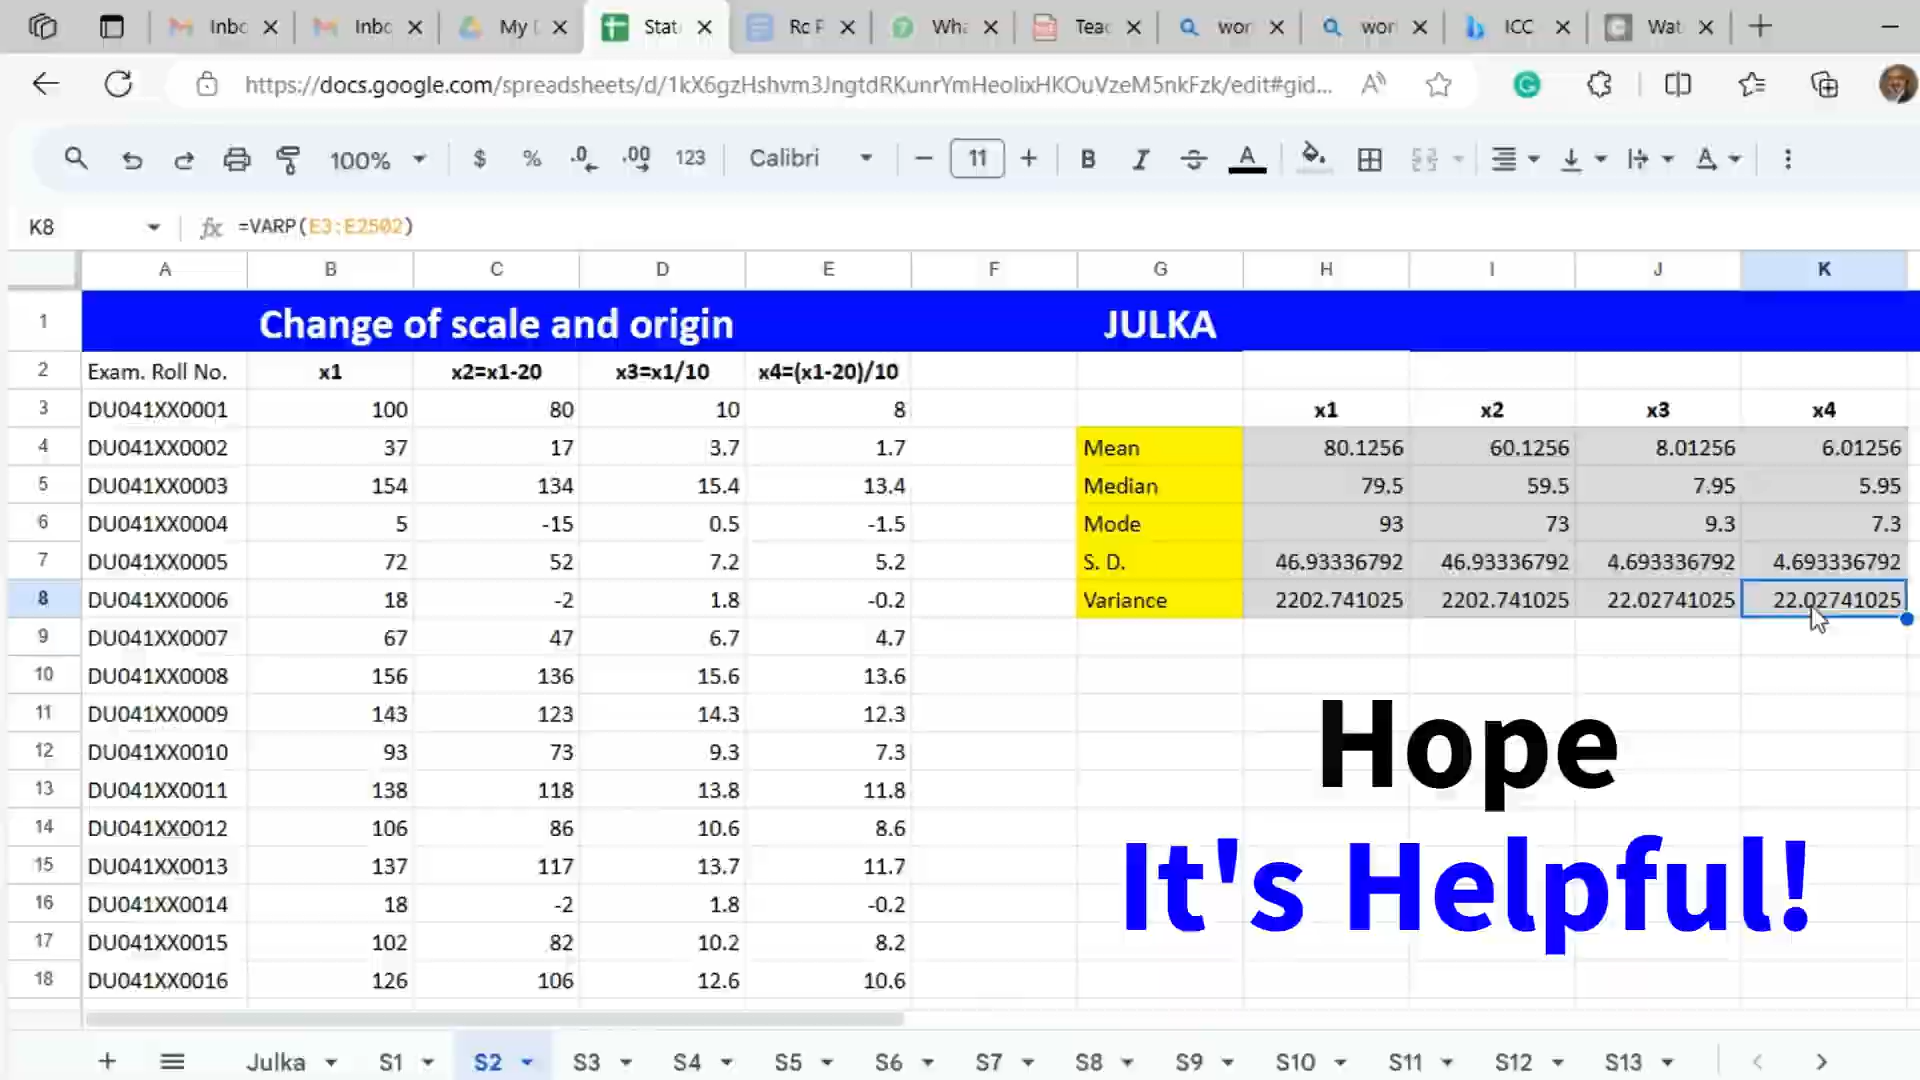 Inbo Inbo My D Stat Rc F Wha Teac wor wor ICC Wat
https://docs.google.com/spreadsheets/d/1kX6gzHshvm3JngtdRKunrYmHeolixHKOuVzeM5nkFzk/edit#gid...
100% $ % .0 .00 123 Calibri 11 B I A
K8 fx =VARP(E3:E2502)
A B C D E F G H I J K
1 Change of scale and origin JULKA
2 Exam. Roll No. x1 x2=x1-20 x3=x1/10 x4=(x1-20)/10
3 DU041XX0001 100 80 10 8 x1 x2 x3 x4
4 DU041XX0002 37 17 3.7 1.7 Mean 80.1256 60.1256 8.01256 6.01256
5 DU041XX0003 154 134 15.4 13.4 Median 79.5 59.5 7.95 5.95
6 DU041XX0004 5 -15 0.5 -1.5 Mode 93 73 9.3 7.3
7 DU041XX0005 72 52 7.2 5.2 S. D. 46.93336792 46.93336792 4.693336792 4.693336792
8 DU041XX0006 18 -2 1.8 -0.2 Variance 2202.741025 2202.741025 22.02741025 22.02741025
9 DU041XX0007 67 47 6.7 4.7
10 DU041XX0008 156 136 15.6 13.6
11 DU041XX0009 143 123 14.3 12.3
12 DU041XX0010 93 73 9.3 7.3
13 DU041XX0011 138 118 13.8 11.8
14 DU041XX0012 106 86 10.6 8.6
15 DU041XX0013 137 117 13.7 11.7
16 DU041XX0014 18 -2 1.8 -0.2
17 DU041XX0015 102 82 10.2 8.2
18 DU041XX0016 126 106 12.6 10.6
Hope
It's Helpful!
Julka S1 S2 S3 S4 S5 S6 S7 S8 S9 S10 S11 S12 S13